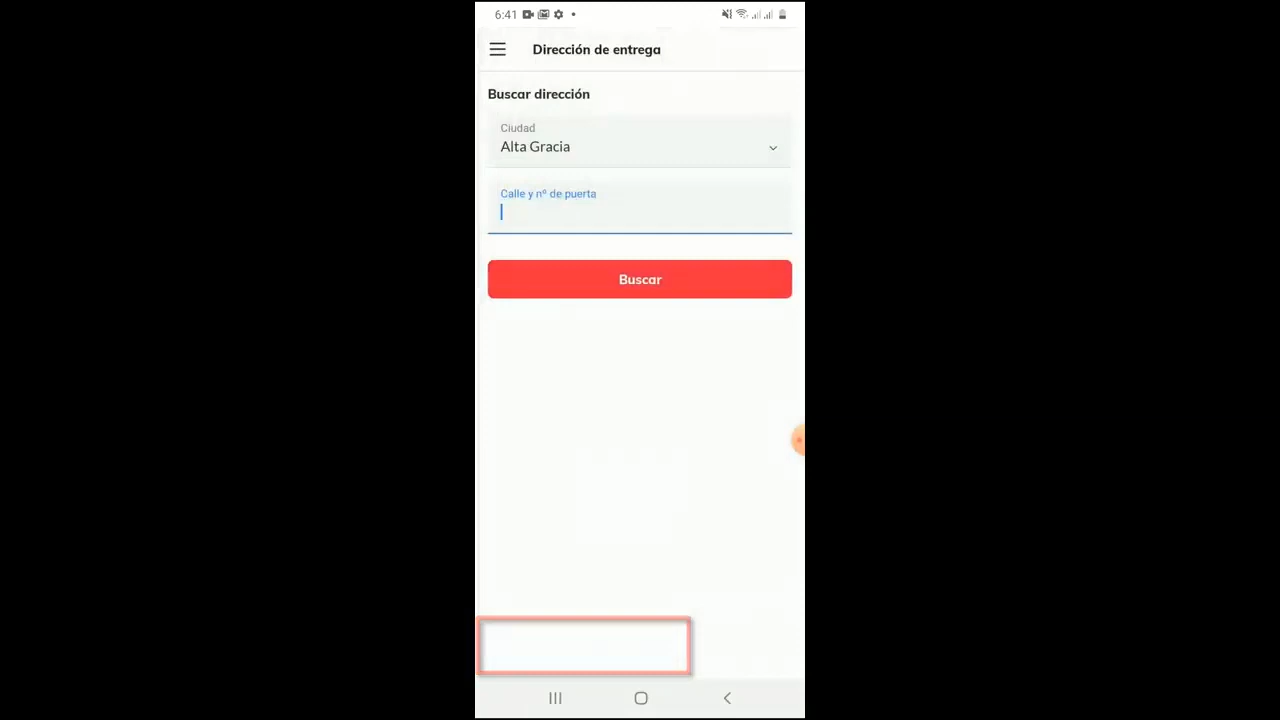 6:41
Dirección de entrega
Buscar dirección
Ciudad
Alta Gracia
Calle y nº de puerta
Buscar